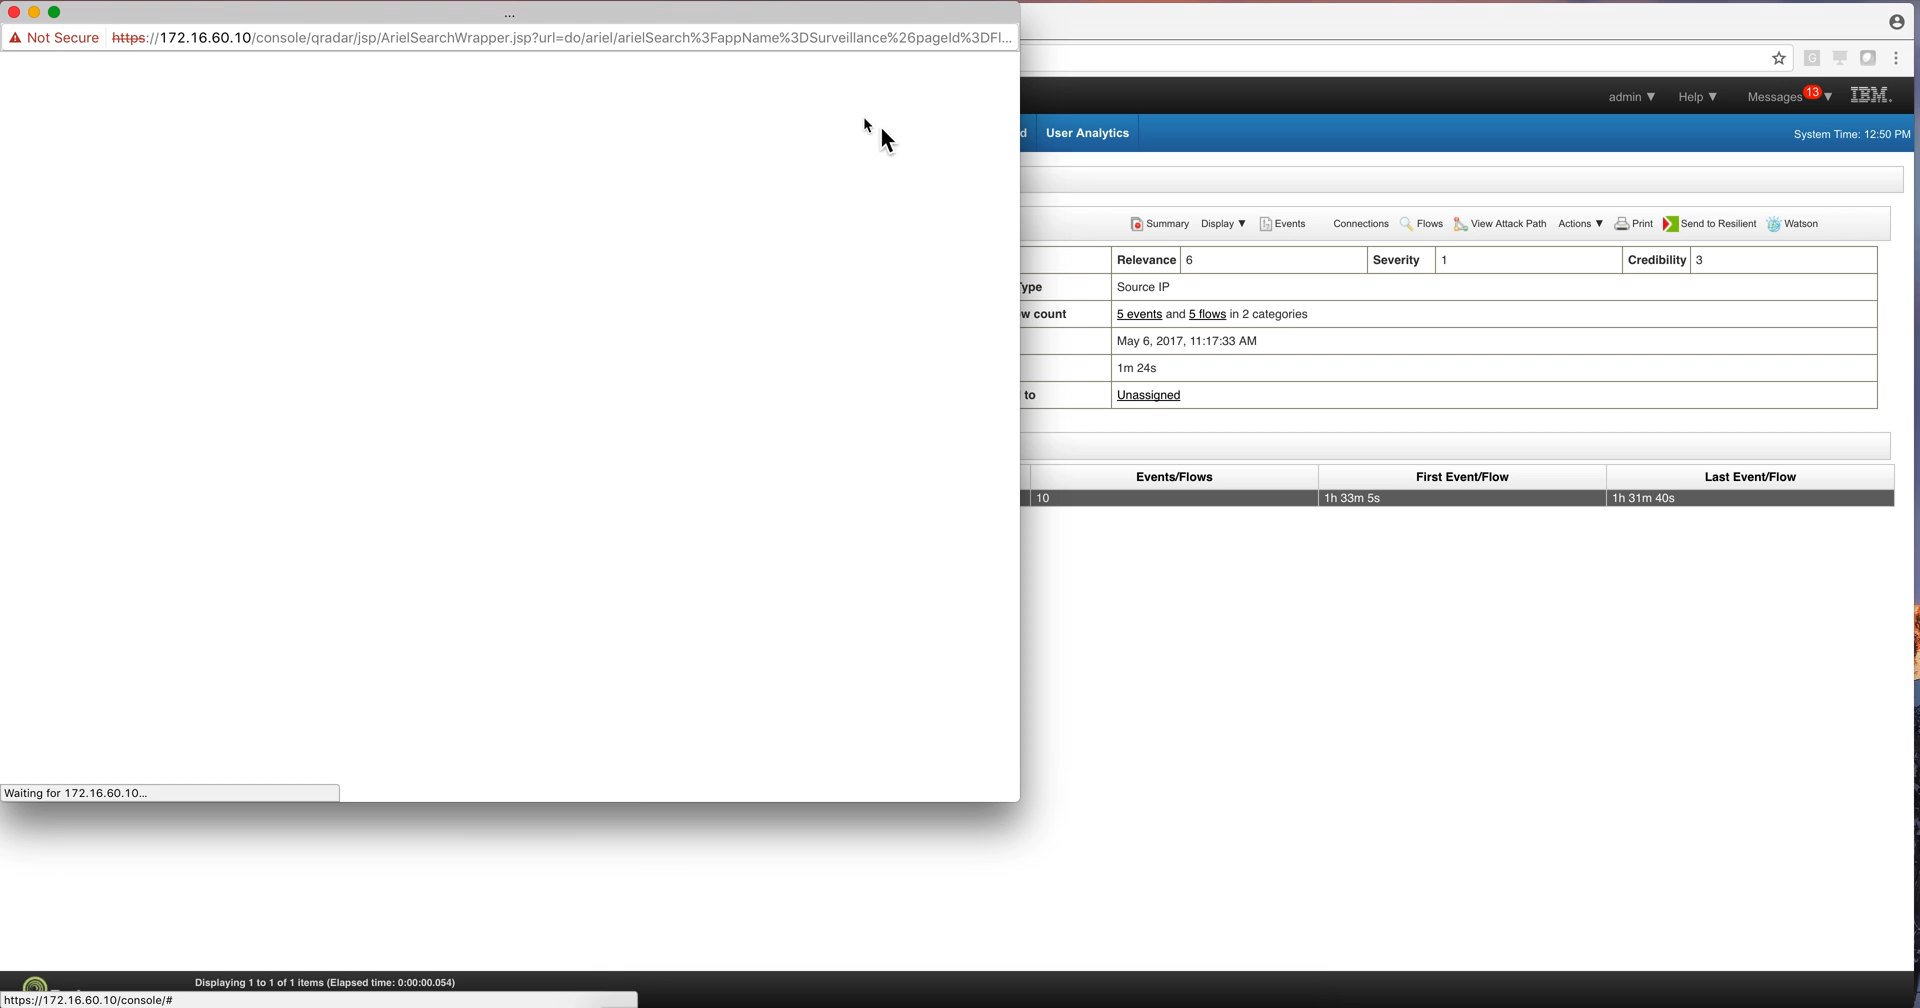 ...
Not Secure https://172.16.60.10/console/qradar/jsp/ArielSearchWrapper.jsp?url=do/ariel/arielSearch%3FappName%3DSurveillance%26pageId%3DFl...
admin ▼ Help ▼ Messages 13 ▼ IBM.
d User Analytics System Time: 12:50 PM
Summary Display ▼ Events Connections Flows View Attack Path Actions ▼ Print Send to Resilient Watson
Relevance 6 Severity 1 Credibility 3
Type Source IP
w count 5 events and 5 flows in 2 categories
May 6, 2017, 11:17:33 AM
1m 24s
to Unassigned
Events/Flows First Event/Flow Last Event/Flow
10 1h 33m 5s 1h 31m 40s
Waiting for 172.16.60.10...
Displaying 1 to 1 of 1 items (Elapsed time: 0:00:00.054)
https://172.16.60.10/console/#